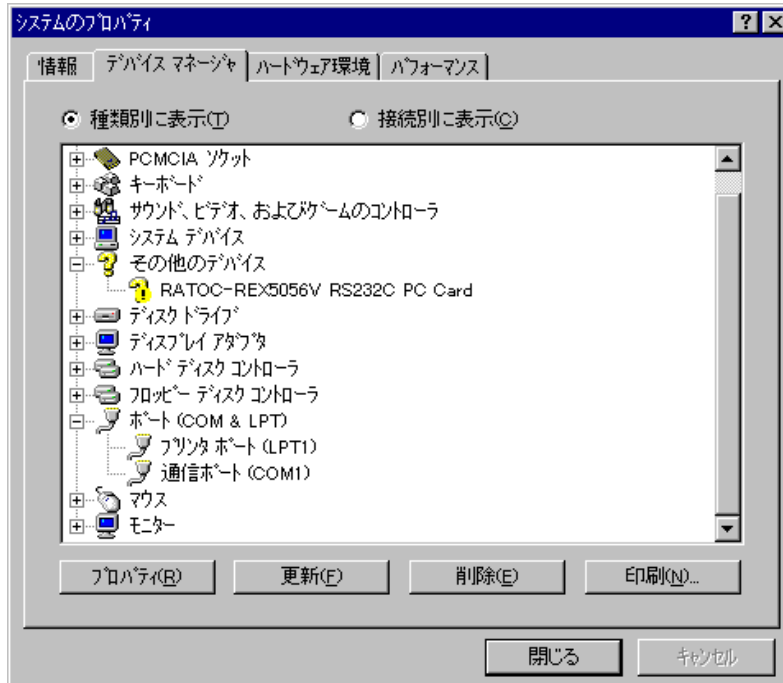 システムのプロパティ
情報 デバイス マネージャ ハードウェア環境 パフォーマンス
種類別に表示(T) 接続別に表示(C)
PCMCIA ソケット
キーボード
サウンド、ビデオ、およびゲームのコントローラ
システム デバイス
その他のデバイス
RATOC-REX5056V RS232C PC Card
ディスク ドライブ
ディスプレイ アダプタ
ハード ディスク コントローラ
フロッピー ディスク コントローラ
ポート (COM & LPT)
プリンタ ポート (LPT1)
通信ポート (COM1)
マウス
モニター
プロパティ(R) 更新(F) 削除(E) 印刷(N)...
閉じる キャンセル